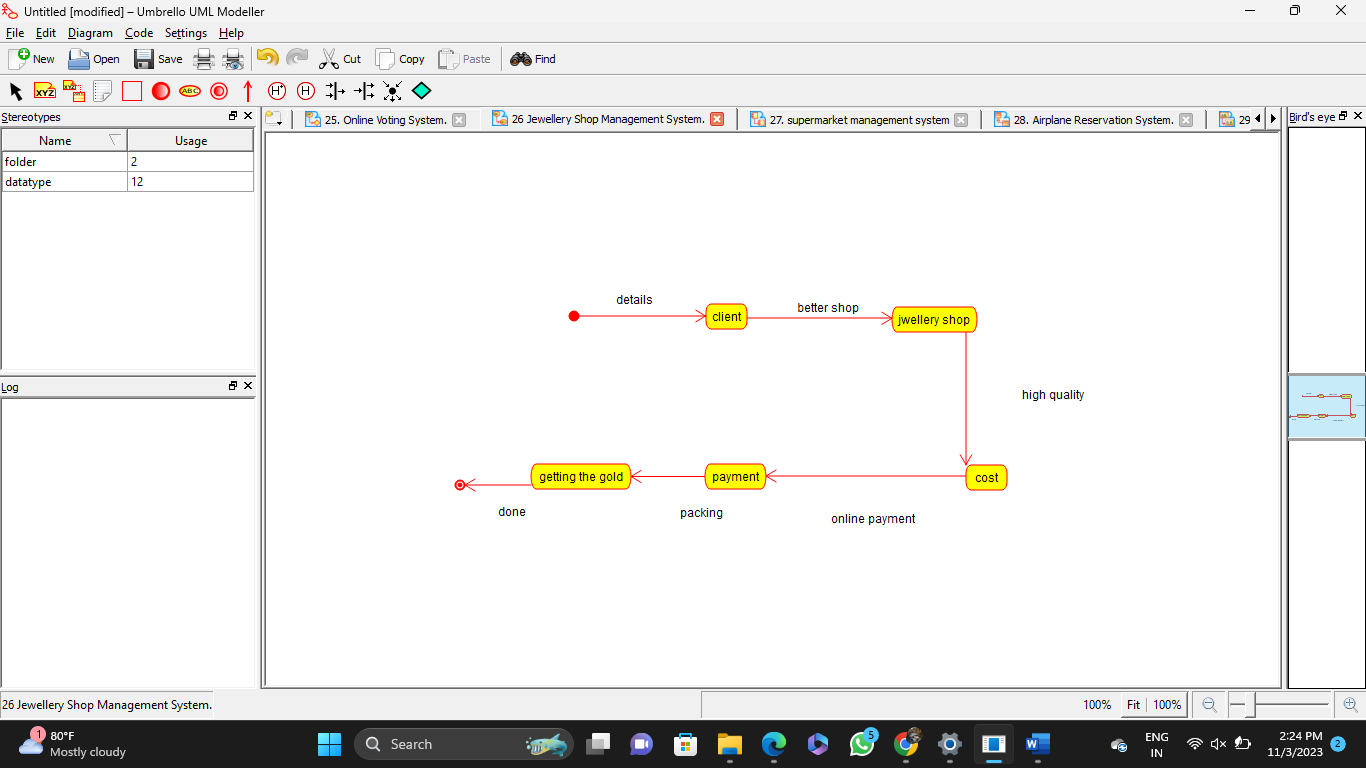 Untitled [modified] – Umbrello UML Modeller
File Edit Diagram Code Settings Help
New Open Save Cut Copy Paste Find
XYZ XYZ ABC H* H
Stereotypes
Name Usage
folder 2
datatype 12
Log
25. Online Voting System. 26 Jewellery Shop Management System. 27. supermarket management system 28. Airplane Reservation System. 29
Bird's eye
details
client
better shop
jwellery shop
high quality
getting the gold
payment
cost
done
packing
online payment
26 Jewellery Shop Management System.
100% Fit 100%
1
80°F
Mostly cloudy
Search
5
ENG
IN
2:24 PM
11/3/2023
2